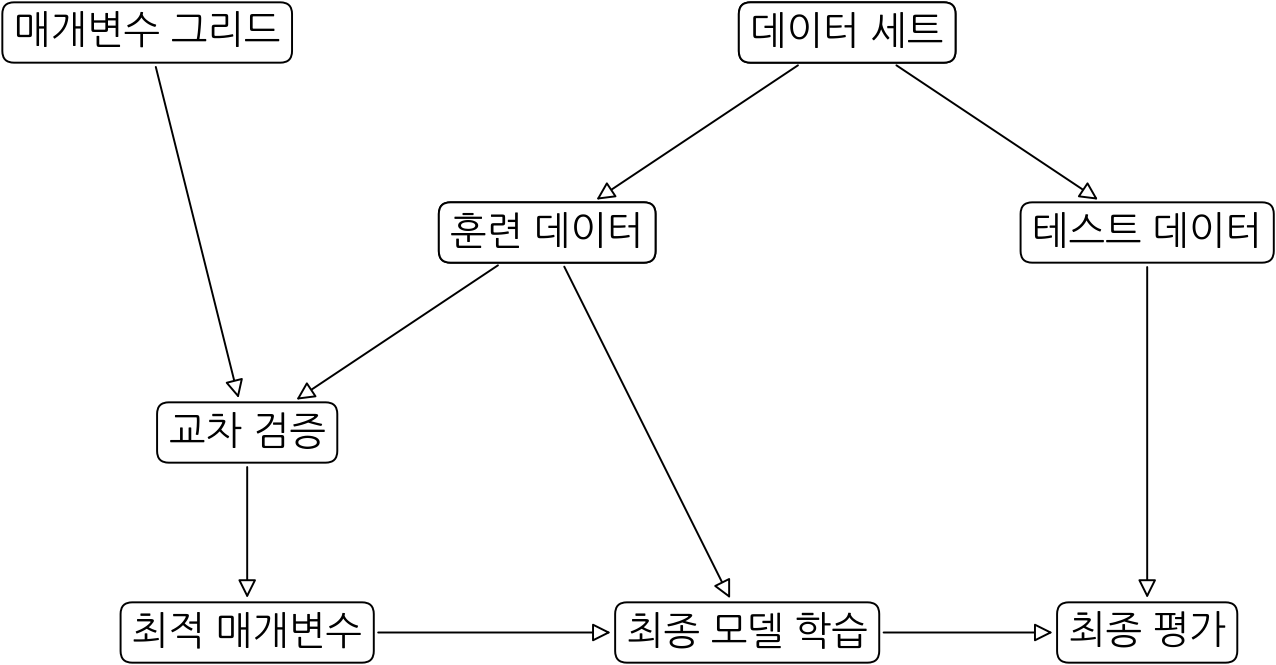 매개변수 그리드
데이터 세트
훈련 데이터
테스트 데이터
교차 검증
최적 매개변수
최종 모델 학습
최종 평가